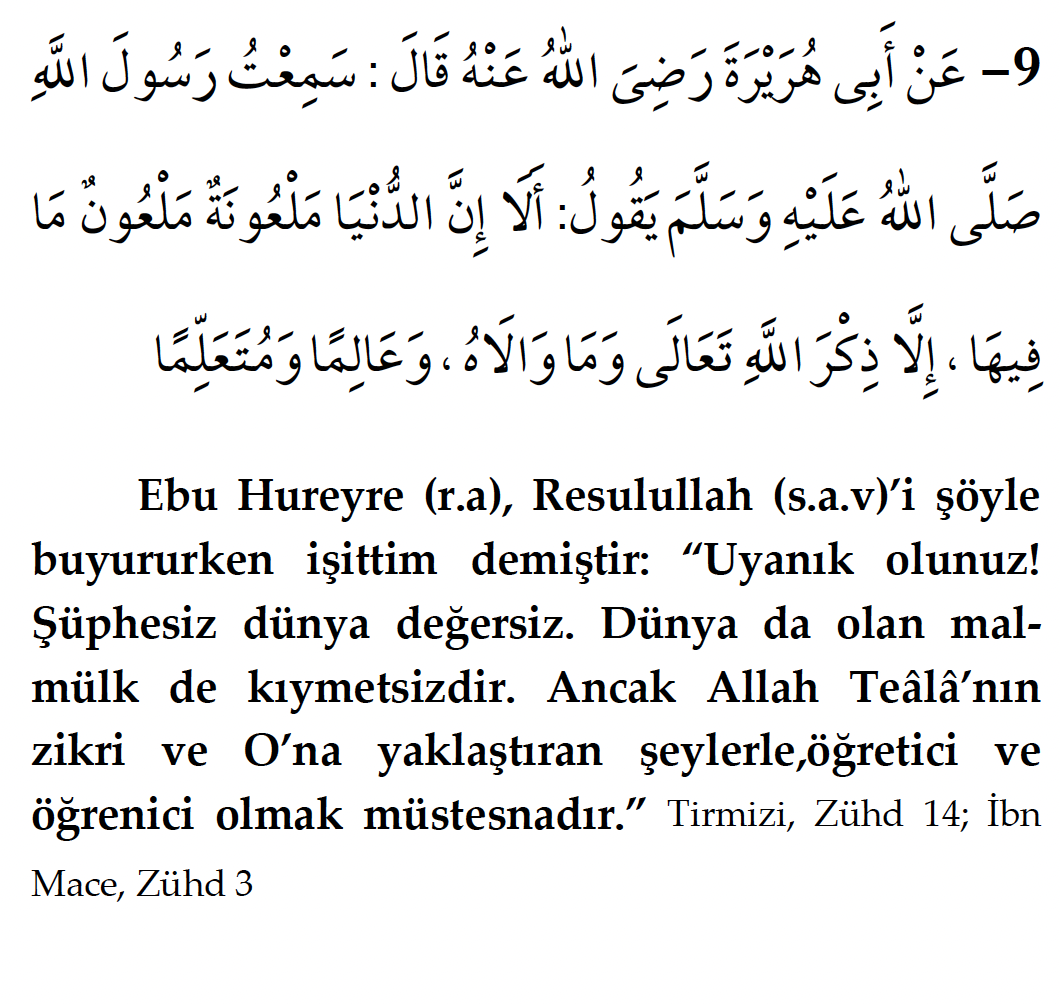 9– عَنْ أَبِى هُرَيْرَةَ رَضِىَ اللّٰهُ عَنْهُ قَالَ : سَمِعْتُ رَسُولَ اللَّهِ
صَلَّى اللّٰهُ عَلَيْهِ وَسَلَّمَ يَقُولُ: أَلَا إِنَّ الدُّنْيَا مَلْعُونَةٌ مَلْعُونٌ مَا
فِيهَا ، إِلَّا ذِكْرَ اللَّهِ تَعَالَى وَمَا وَالَاهُ ، وَعَالِمًا وَمُتَعَلِّمًا
Ebu Hureyre (r.a), Resulullah (s.a.v)’i şöyle
buyururken işittim demiştir: “Uyanık olunuz!
Şüphesiz dünya değersiz. Dünya da olan mal-
mülk de kıymetsizdir. Ancak Allah Teâlâ’nın
zikri ve O’na yaklaştıran şeylerle,öğretici ve
öğrenici olmak müstesnadır.” Tirmizi, Zühd 14; İbn
Mace, Zühd 3